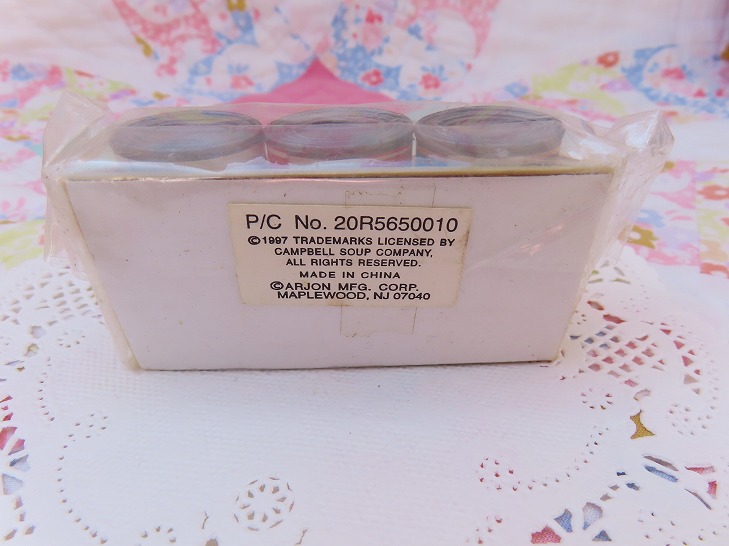 P/C No. 20R5650010
©1997 TRADEMARKS LICENSED BY
CAMPBELL SOUP COMPANY,
ALL RIGHTS RESERVED.
MADE IN CHINA
©ARJON MFG. CORP.
MAPLEWOOD, NJ 07040